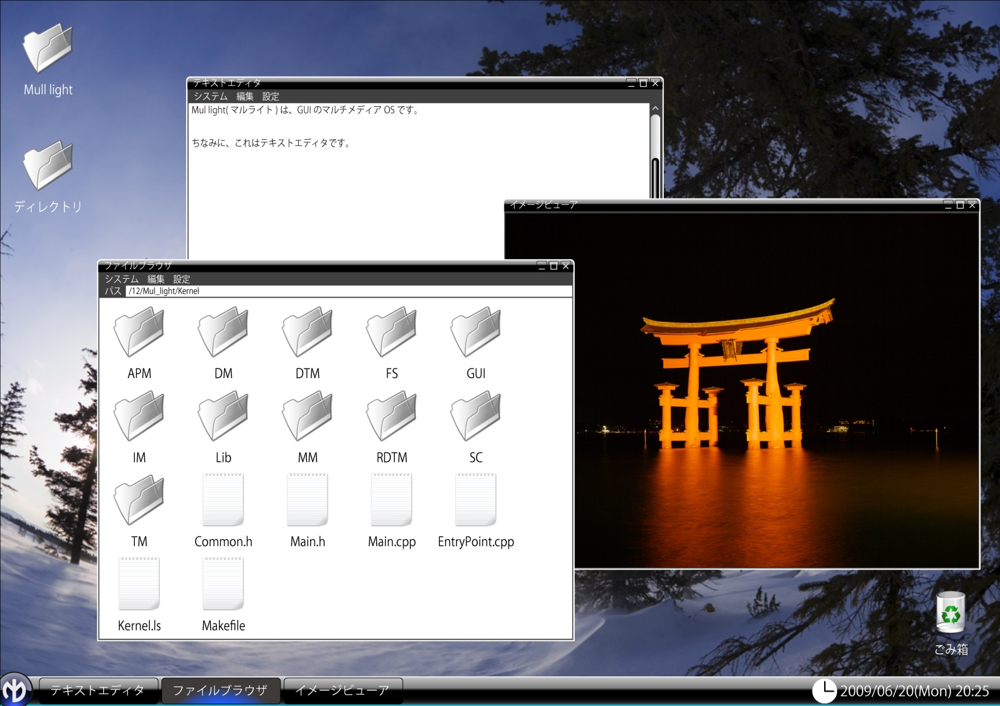 Mull light
ディレクトリ
テキストエディタ
システム 編集 設定
Mul light( マルライト ) は、GUI のマルチメディア OS です。
ちなみに、これはテキストエディタです。
イメージビューア
ファイルブラウザ
システム 編集 設定
パス /12/Mul_light/Kernel
APM DM DTM FS GUI
IM Lib MM RDTM SC
TM Common.h Main.h Main.cpp EntryPoint.cpp
Kernel.ls Makefile
ごみ箱
テキストエディタ ファイルブラウザ イメージビューア 2009/06/20(Mon) 20:25